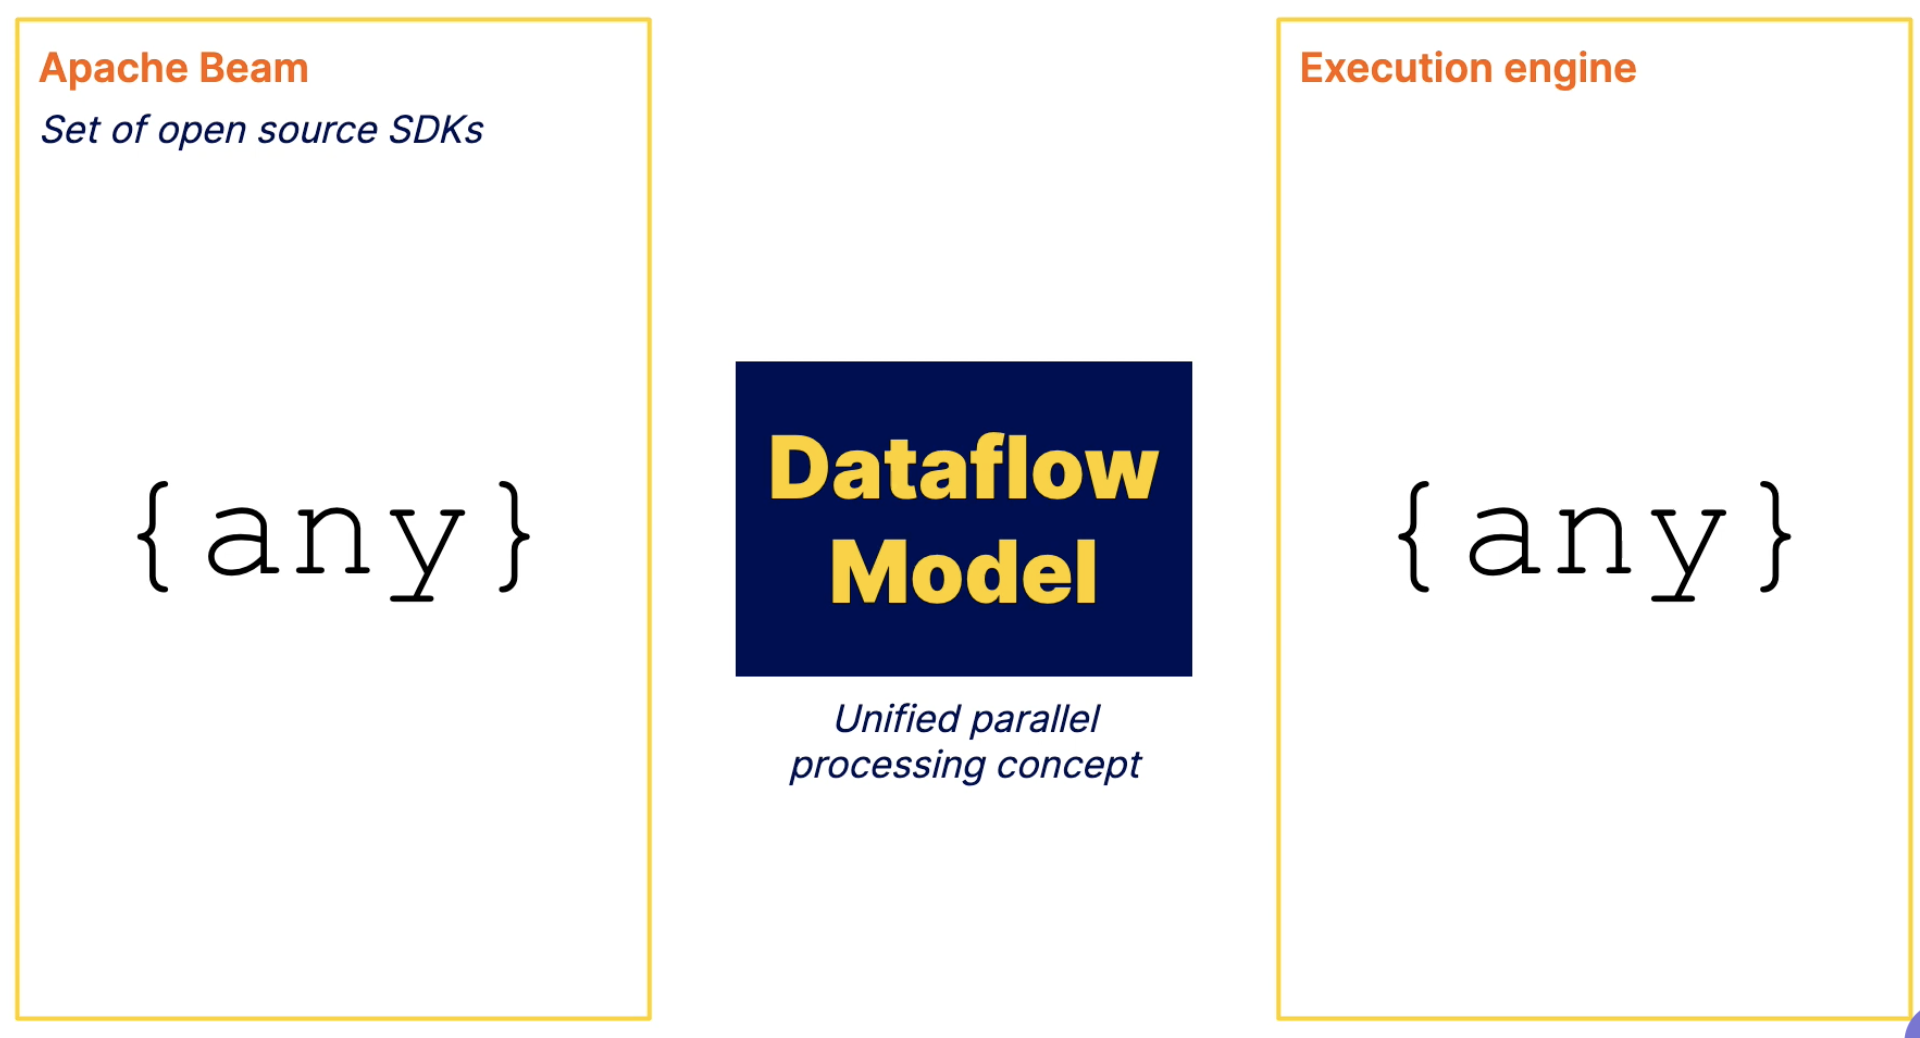 Apache Beam
Set of open source SDKs
{any}
Dataflow
Model
Unified parallel
processing concept
Execution engine
{any}